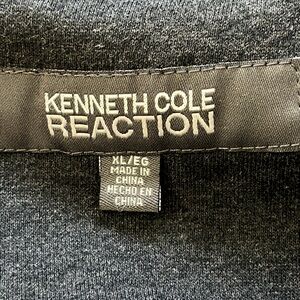 KENNETH COLE
REACTION
XL/EG
MADE IN
CHINA
HECHO EN
CHINA